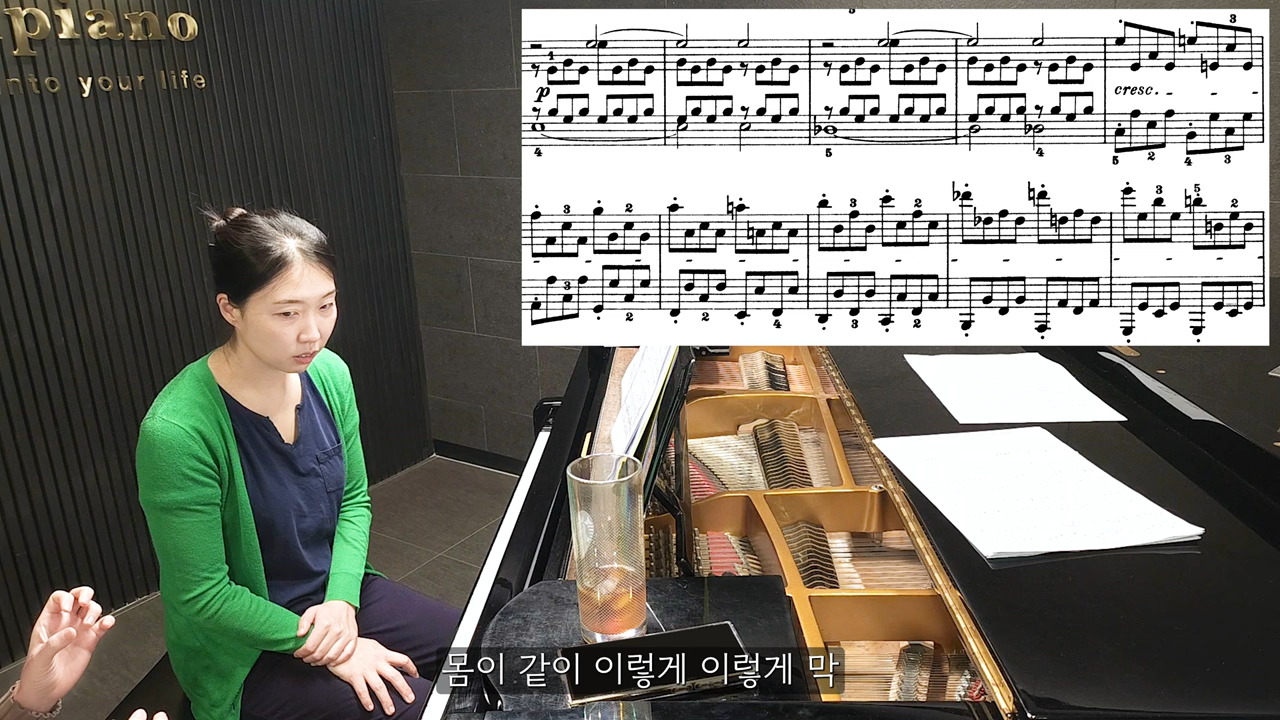 piano
into your life
p
cresc.
몸이 같이 이렇게 이렇게 막